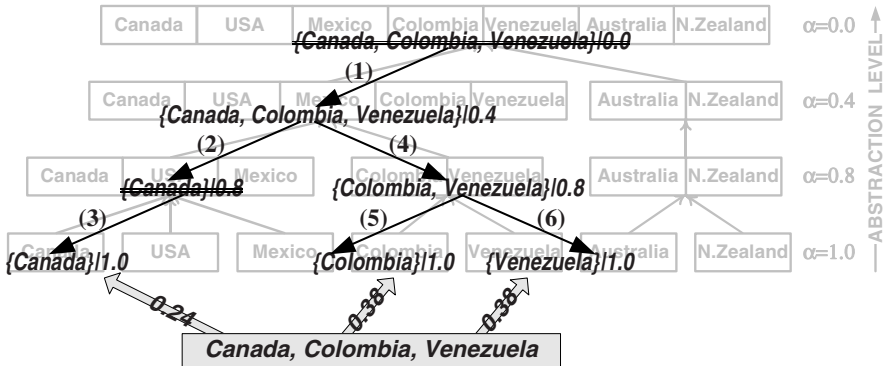 Canada USA Mexico Colombia Venezuela Australia N.Zealand α=0.0
{Canada, Colombia, Venezuela}|0.0
(1)
Canada USA Mexico Colombia Venezuela Australia N.Zealand α=0.4
{Canada, Colombia, Venezuela}|0.4
(2) (4)
Canada USA Mexico Colombia Venezuela Australia N.Zealand α=0.8
{Canada}|0.8 {Colombia, Venezuela}|0.8
(3) (5) (6)
Canada USA Mexico Colombia Venezuela Australia N.Zealand α=1.0
{Canada}|1.0 {Colombia}|1.0 {Venezuela}|1.0
0.24 0.38 0.38
Canada, Colombia, Venezuela
ABSTRACTION LEVEL